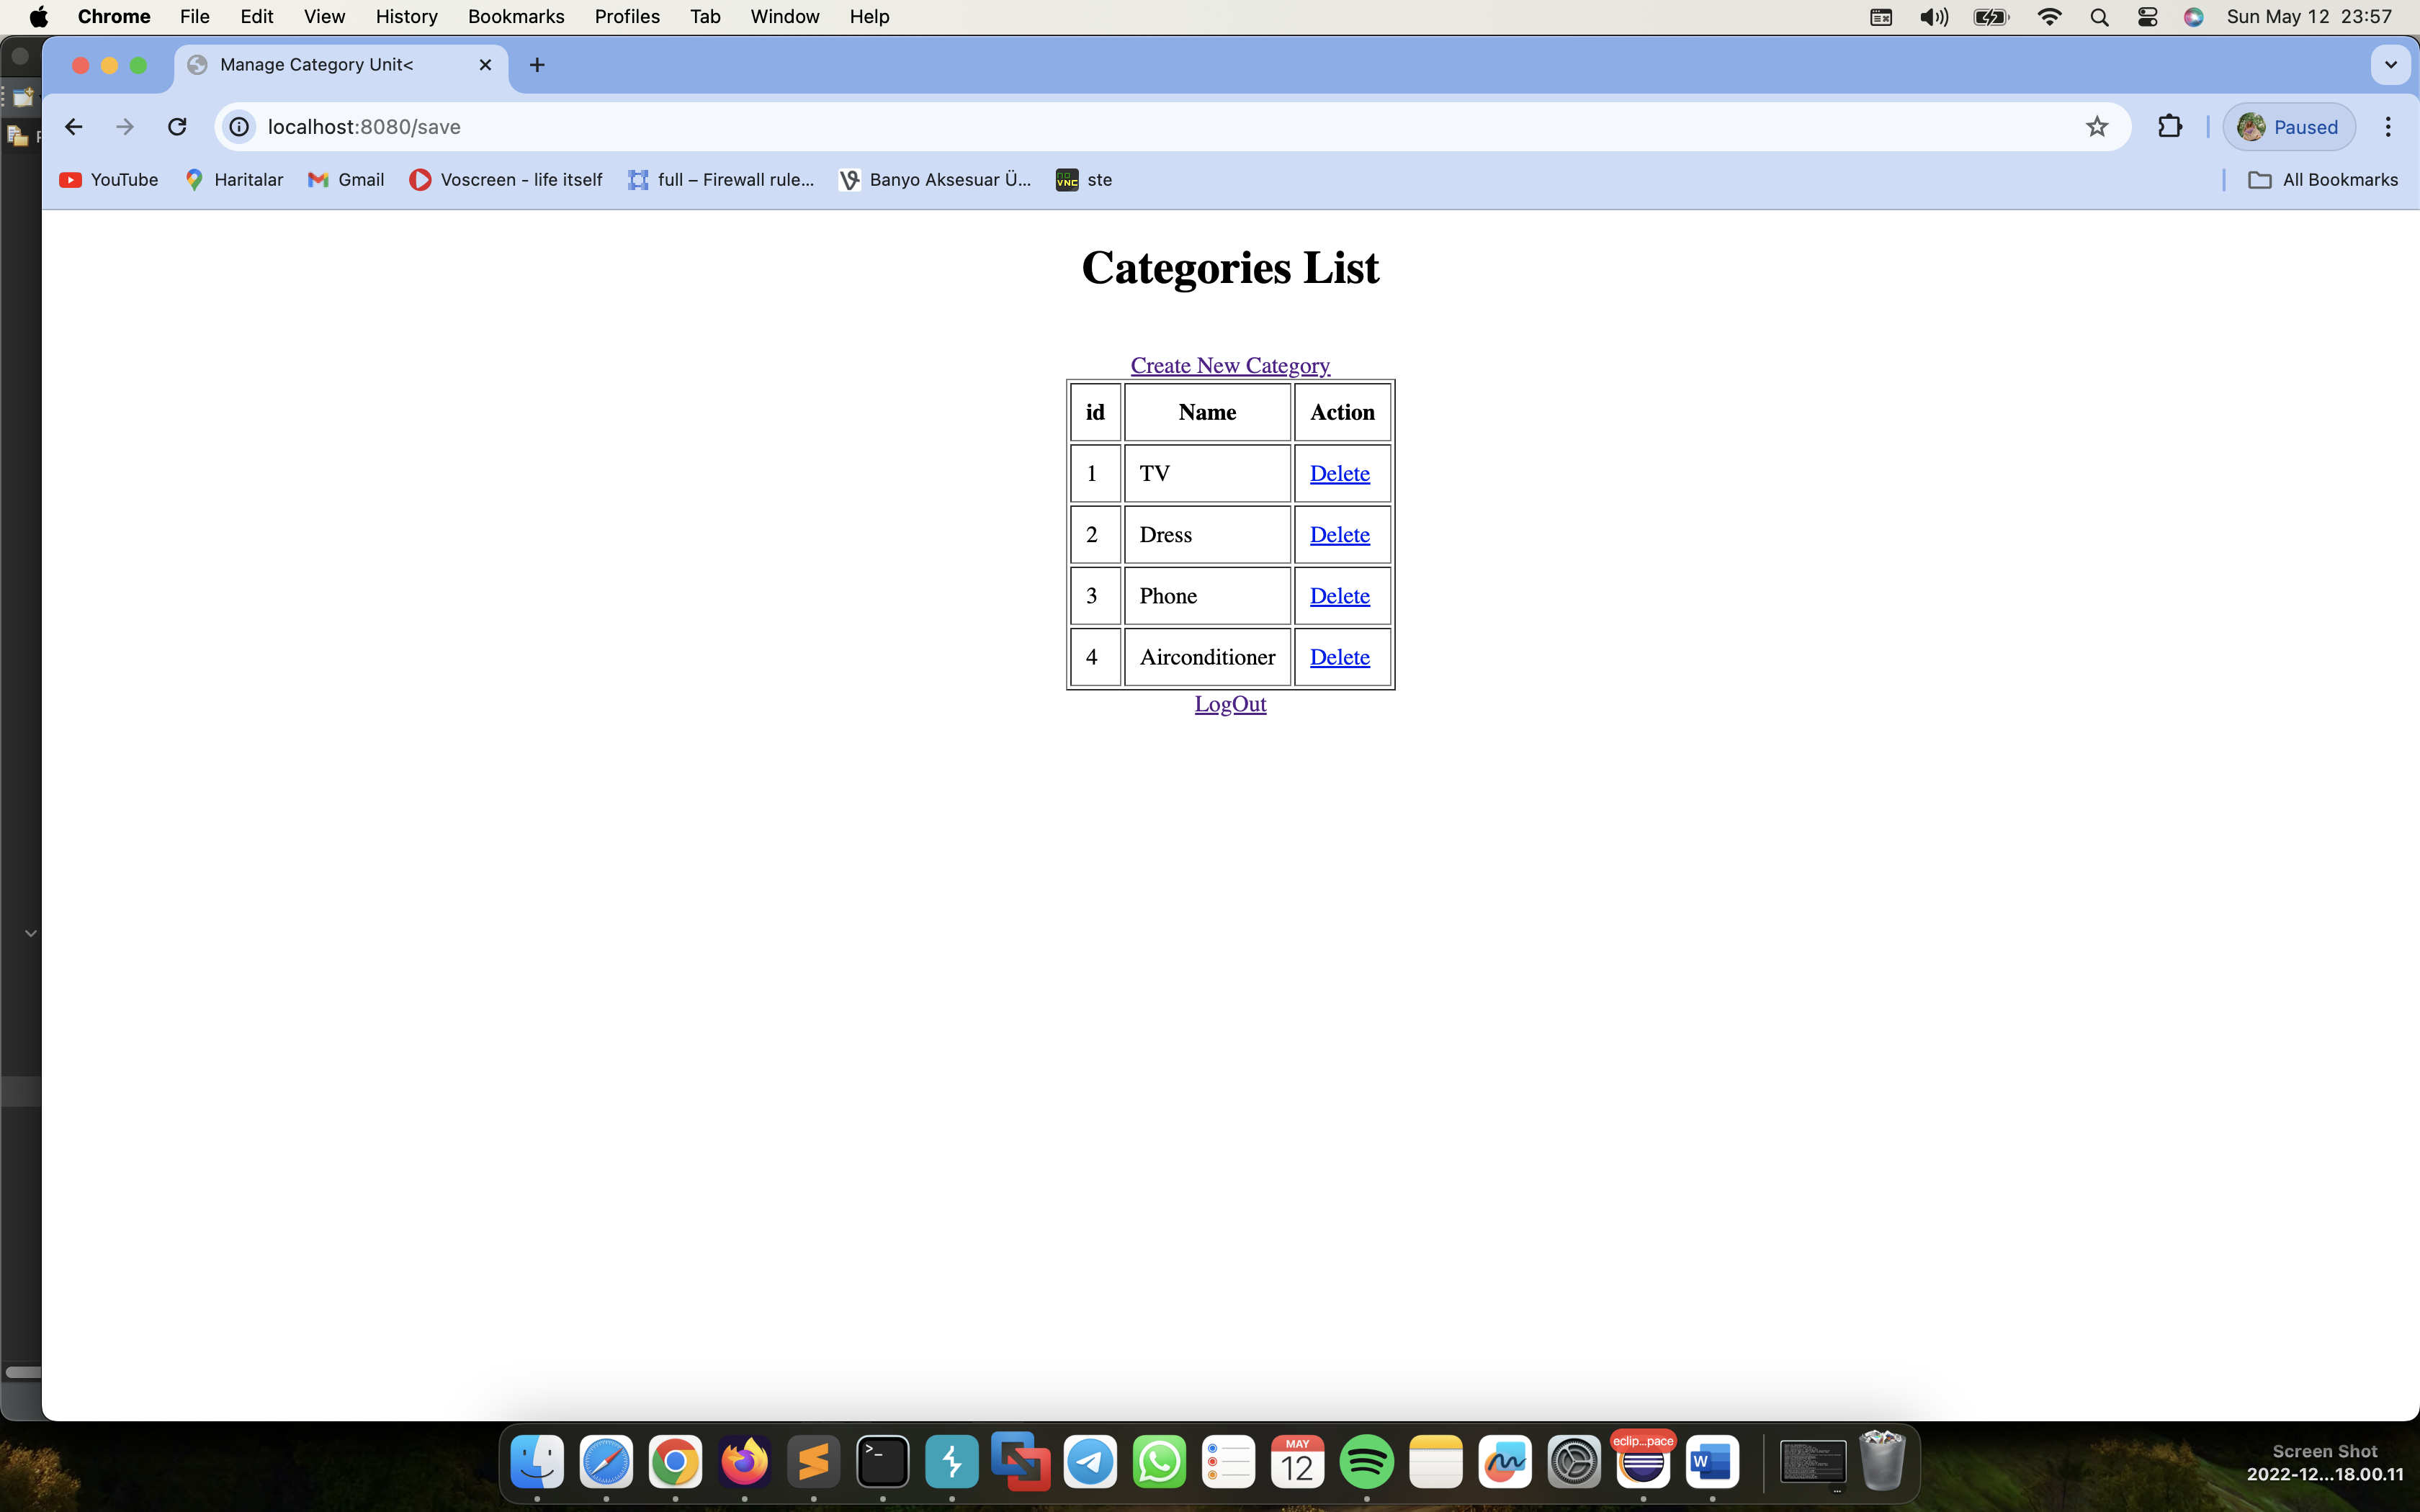 Chrome File Edit View History Bookmarks Profiles Tab Window Help Sun May 12 23:57
Manage Category Unit<
localhost:8080/save Paused
YouTube Haritalar Gmail Voscreen - life itself full – Firewall rule... Banyo Aksesuar Ü... VNC ste All Bookmarks
Categories List
Create New Category
id Name Action
1 TV Delete
2 Dress Delete
3 Phone Delete
4 Airconditioner Delete
LogOut
eclip...pace
MAY
12
W
Screen Shot
2022-12...18.00.11